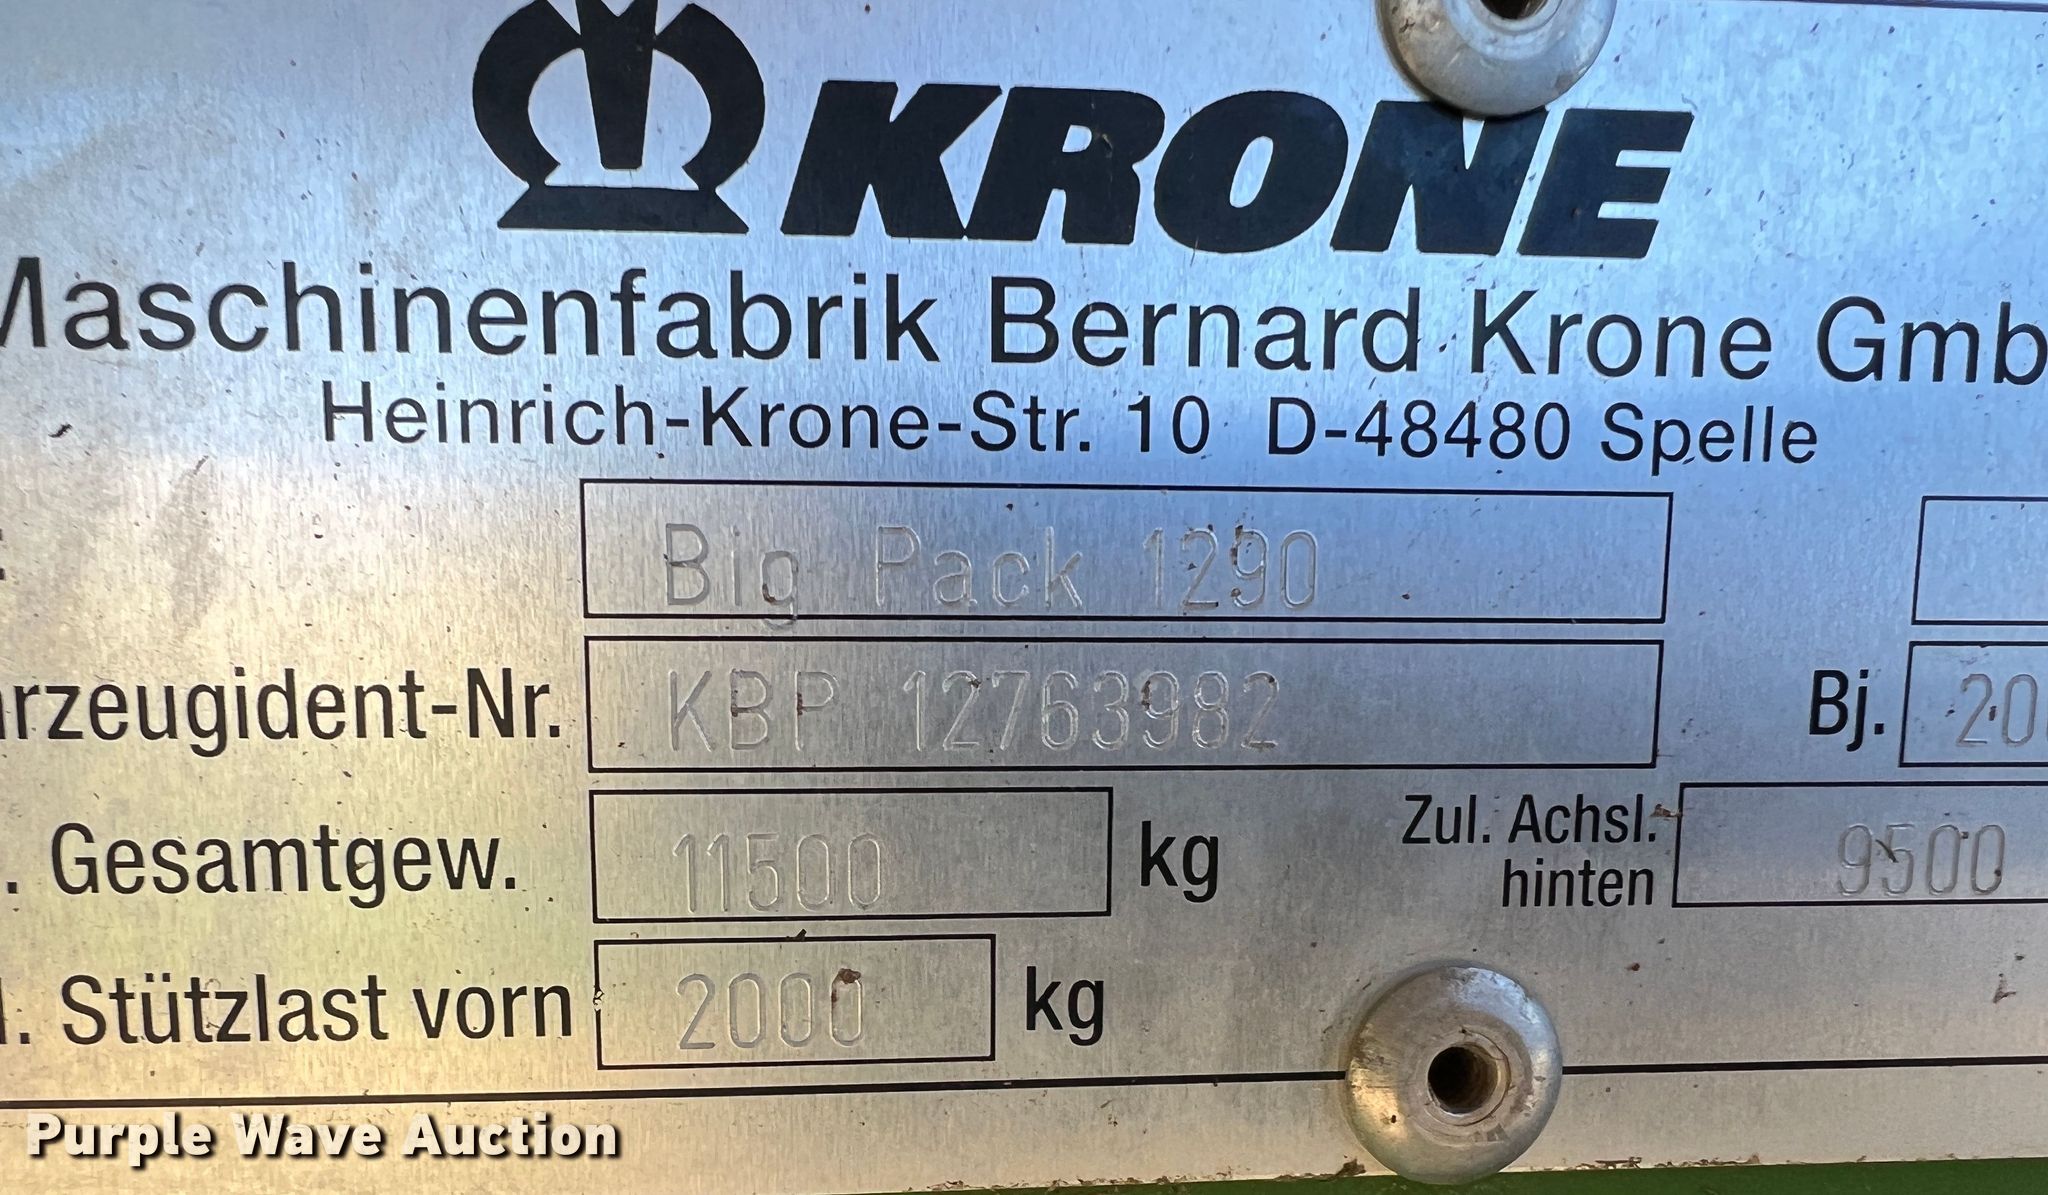 KRONE
Maschinenfabrik Bernard Krone Gmb
Heinrich-Krone-Str. 10 D-48480 Spelle
Big Pack 1290
rzeugident-Nr. KBP 12763982 Bj. 20
. Gesamtgew. 11500 kg Zul. Achsl. hinten 9500
l. Stützlast vorn 2000 kg
Purple Wave Auction